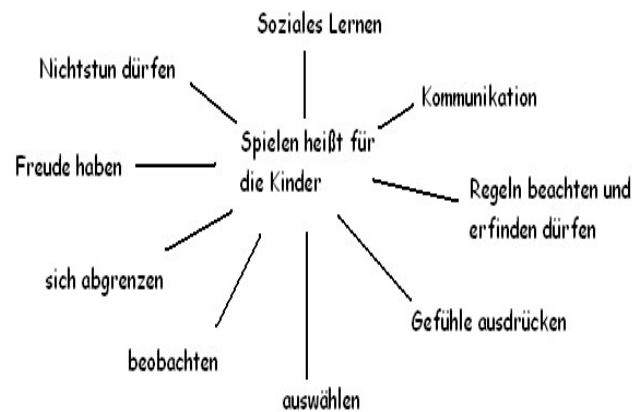 Soziales Lernen
Nichtstun dürfen
Kommunikation
Spielen heißt für
die Kinder
Freude haben
Regeln beachten und
erfinden dürfen
sich abgrenzen
Gefühle ausdrücken
beobachten
auswählen